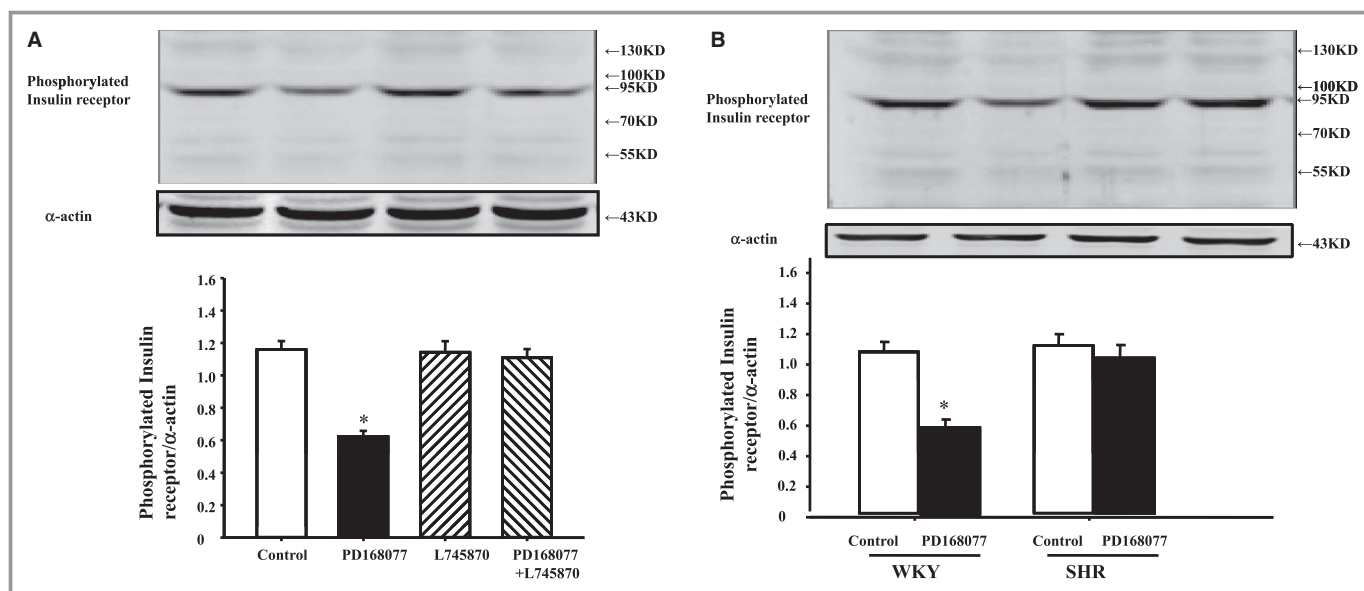 A
Phosphorylated
Insulin receptor
←130KD
←100KD
←95KD
←70KD
←55KD
α-actin
←43KD
Phosphorylated Insulin
receptor/α-actin
1.6
1.4
1.2
1.0
0.8
0.6
0.4
0.2
0
*
Control
PD168077
L745870
PD168077
+L745870
B
Phosphorylated
Insulin receptor
←130KD
←100KD
←95KD
←70KD
←55KD
α-actin
←43KD
Phosphorylated Insulin
receptor/α-actin
1.6
1.4
1.2
1.0
0.8
0.6
0.4
0.2
0
*
Control PD168077
WKY
Control PD168077
SHR